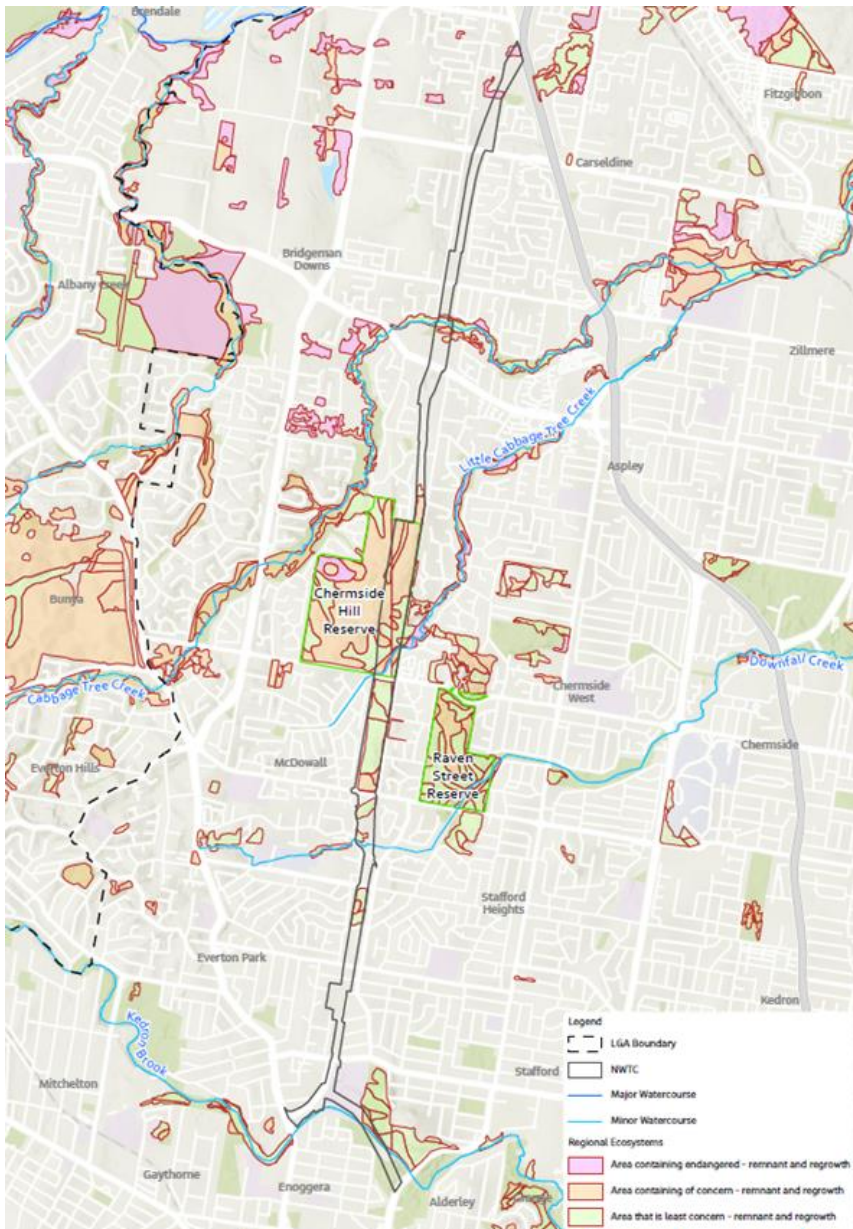 Brendale
Fitzgibbon
Carseldine
Bridgeman
Downs
Albany Creek
Zillmere
Little Cabbage Tree Creek
Aspley
Chermside
Hill
Reserve
Bunya
Cabbage Tree Creek
Downfall Creek
Chermside
West
Chermside
Everton Hills
McDowall
Raven
Street
Reserve
Stafford
Heights
Everton Park
Kedron
Kedron
Brook
Mitchelton
Stafford
Gaythorne
Enoggera
Alderley
Legend
LGA Boundary
NWTC
Major Watercourse
Minor Watercourse
Regional Ecosystems
Area containing endangered - remnant and regrowth
Area containing of concern - remnant and regrowth
Area that is least concern - remnant and regrowth